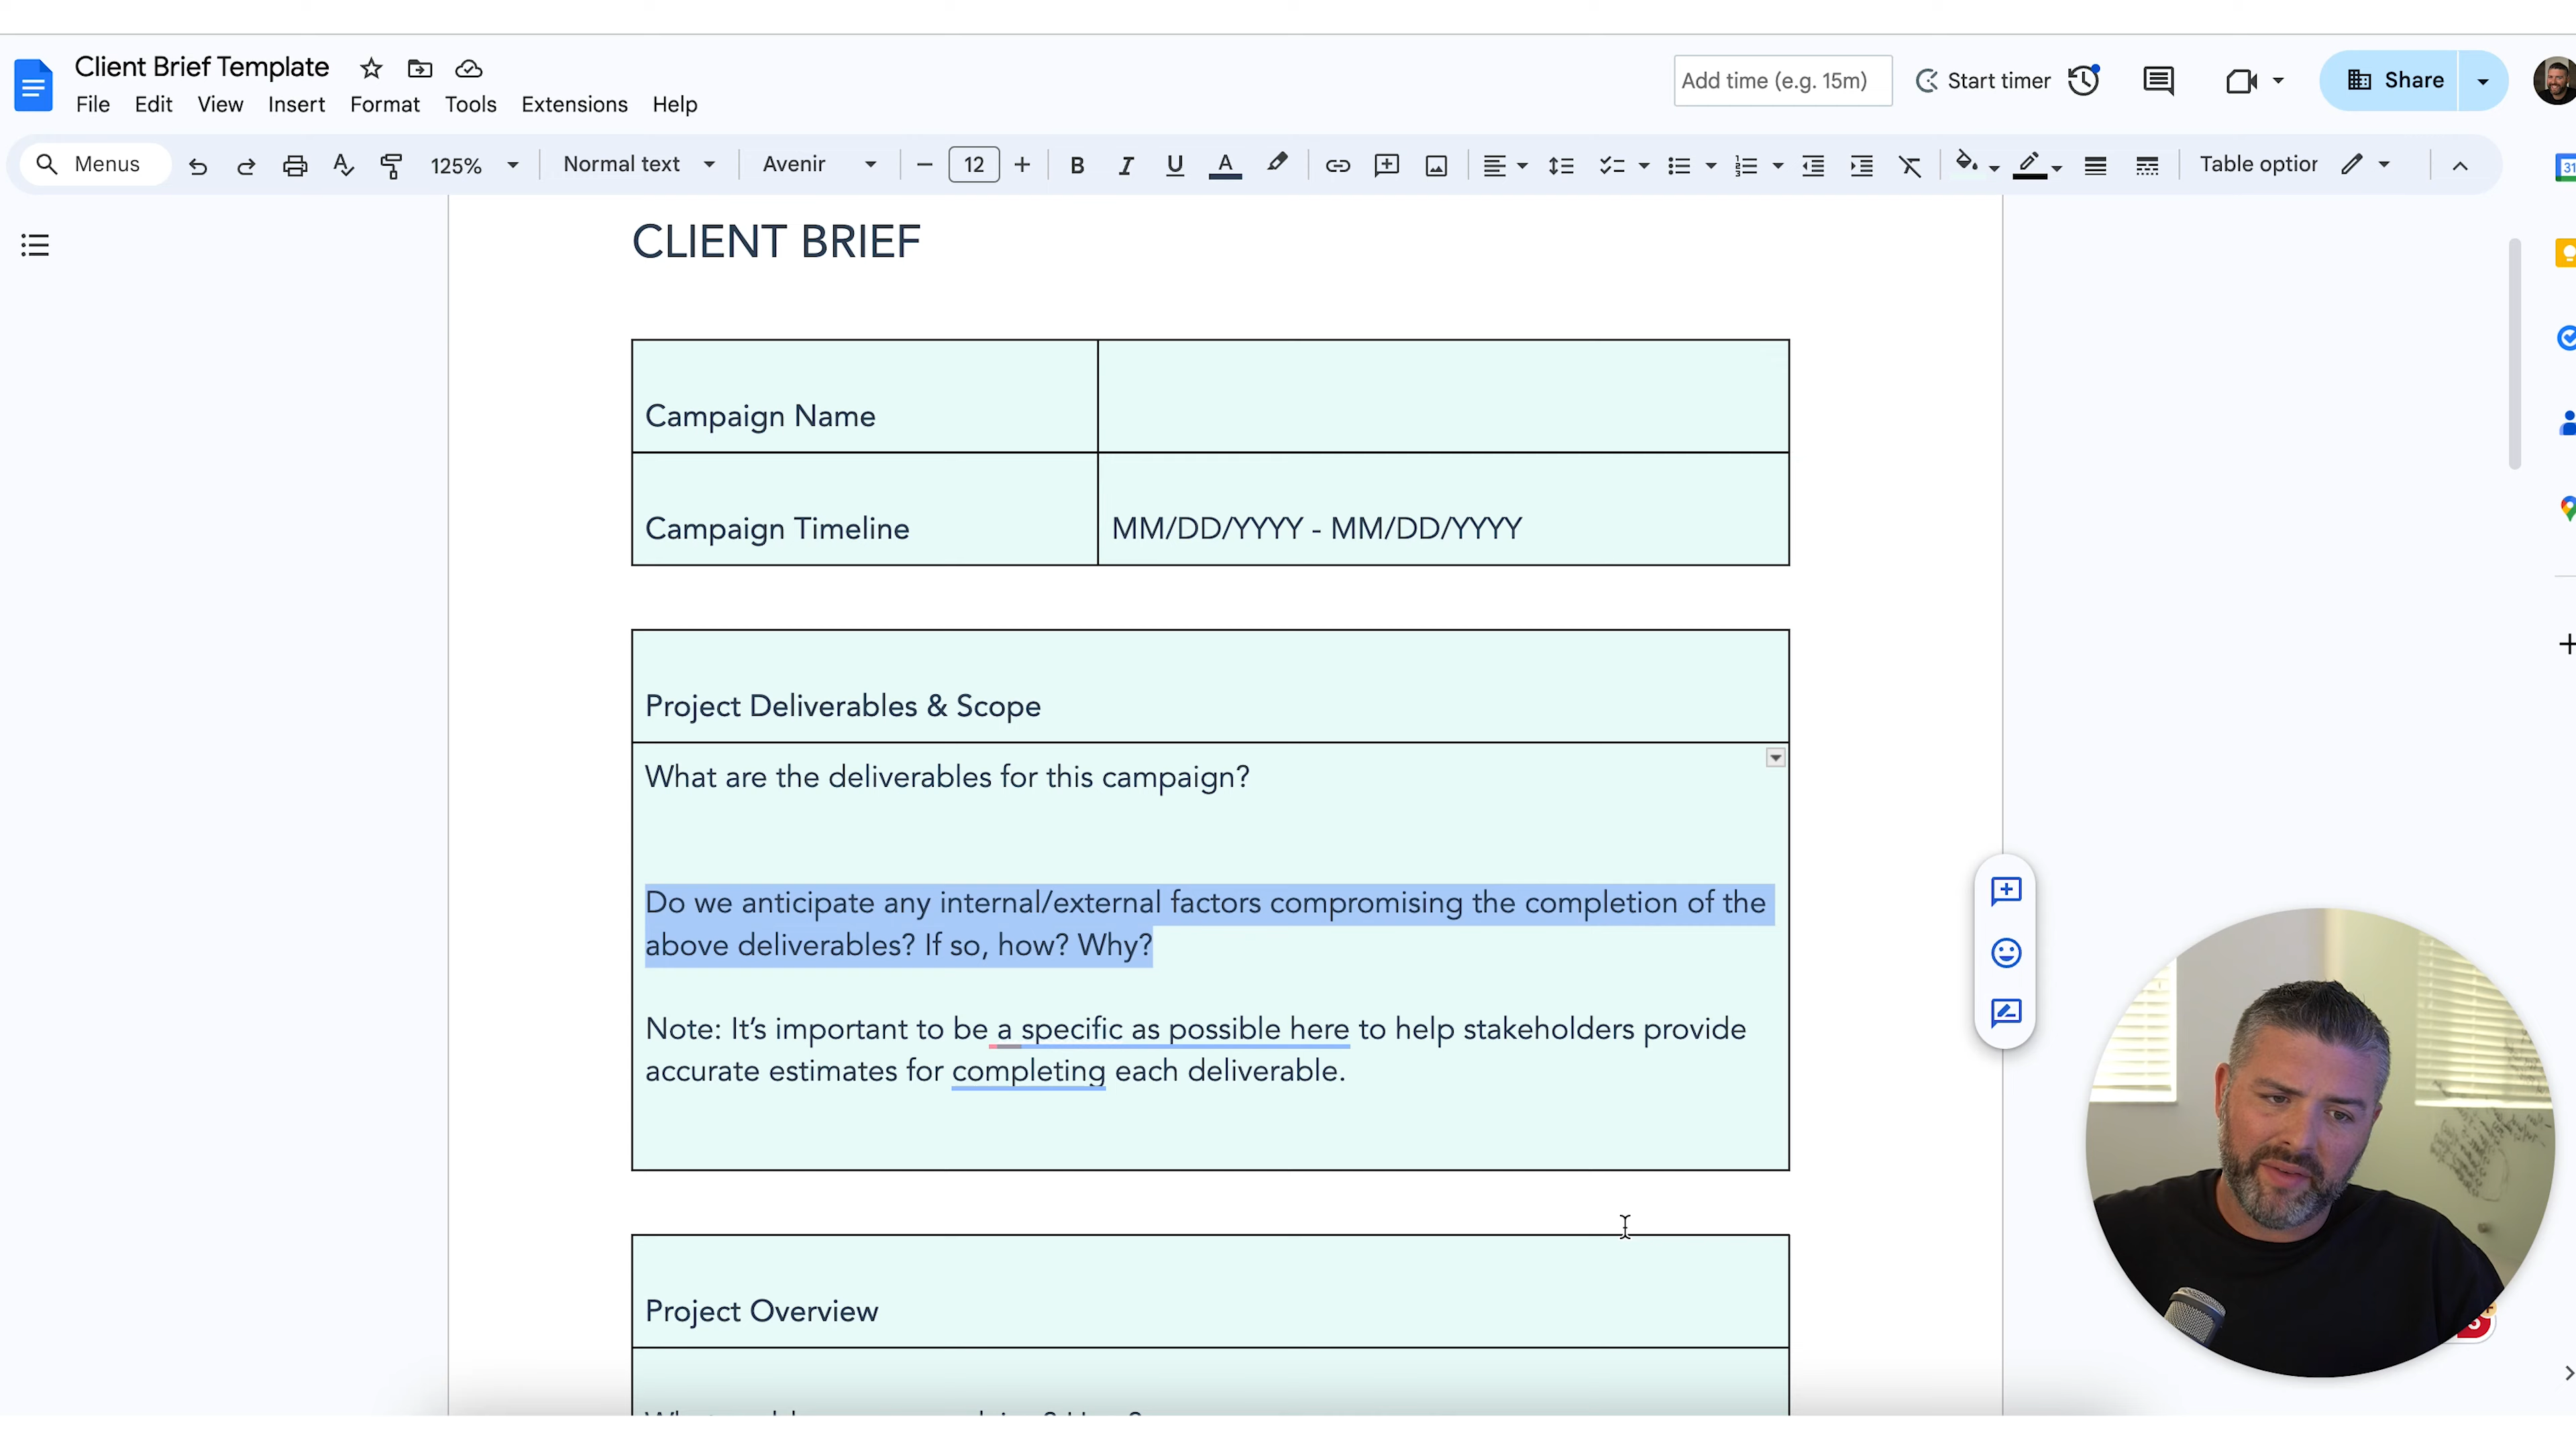 Client Brief Template
File Edit View Insert Format Tools Extensions Help
Add time (e.g. 15m) Start timer Share
Menus 125% Normal text Avenir 12 B I U A Table option
31
CLIENT BRIEF
Campaign Name
Campaign Timeline MM/DD/YYYY - MM/DD/YYYY
Project Deliverables & Scope
What are the deliverables for this campaign?
Do we anticipate any internal/external factors compromising the completion of the
above deliverables? If so, how? Why?
Note: It’s important to be a specific as possible here to help stakeholders provide
accurate estimates for completing each deliverable.
Project Overview